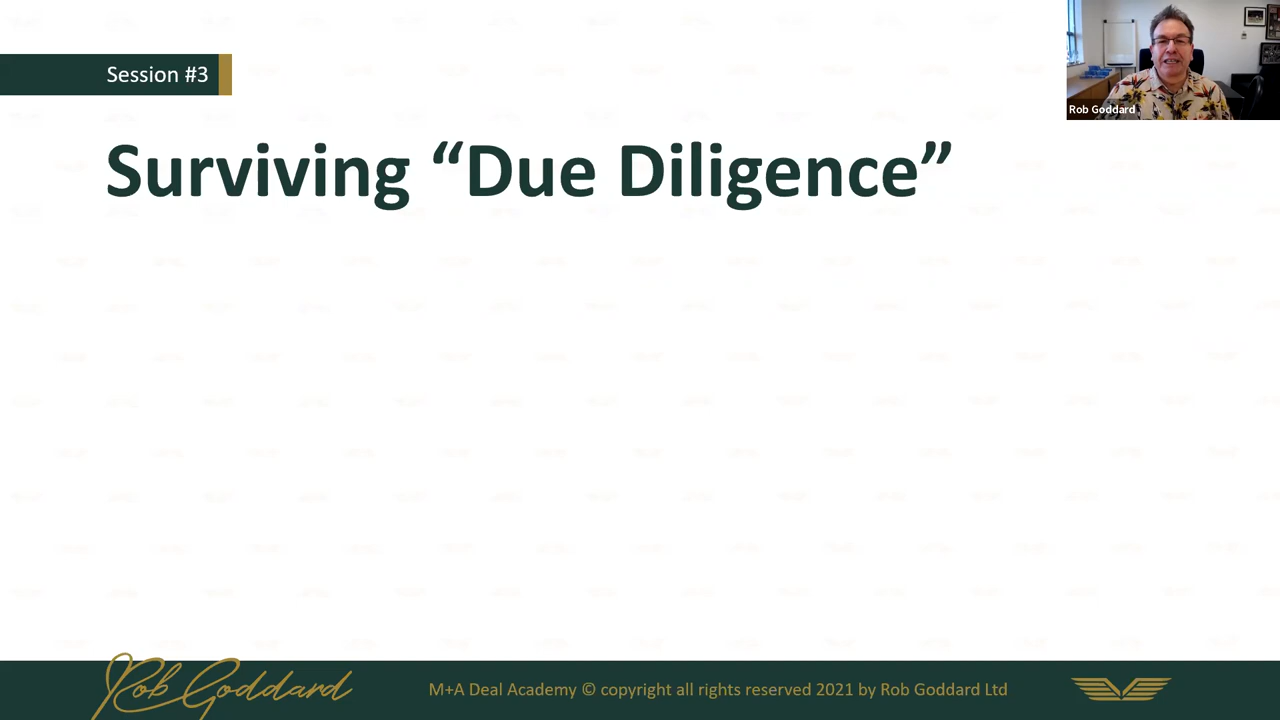 Session #3
Rob Goddard
Surviving “Due Diligence”
Rob Goddard
M+A Deal Academy © copyright all rights reserved 2021 by Rob Goddard Ltd